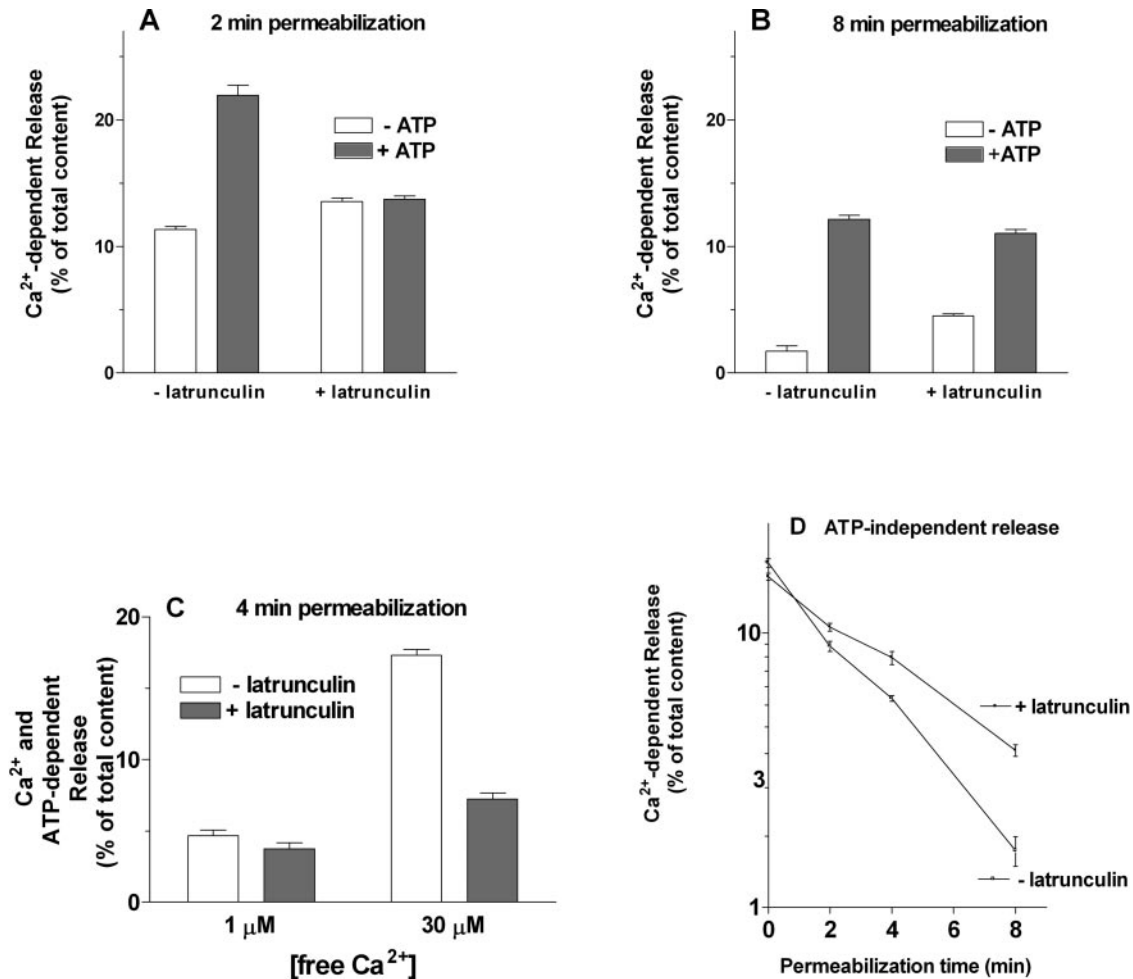 A 2 min permeabilization
Ca²⁺-dependent Release
(% of total content)
20
10
0
- ATP
+ ATP
- latrunculin + latrunculin
B 8 min permeabilization
Ca²⁺-dependent Release
(% of total content)
20
10
0
- ATP
+ATP
- latrunculin + latrunculin
C 4 min permeabilization
Ca²⁺ and
ATP-dependent
Release
(% of total content)
20
10
0
- latrunculin
+ latrunculin
1 μM 30 μM
[free Ca²⁺]
D ATP-independent release
Ca²⁺-dependent Release
(% of total content)
10
3
1
+ latrunculin
- latrunculin
0 2 4 6 8
Permeabilization time (min)